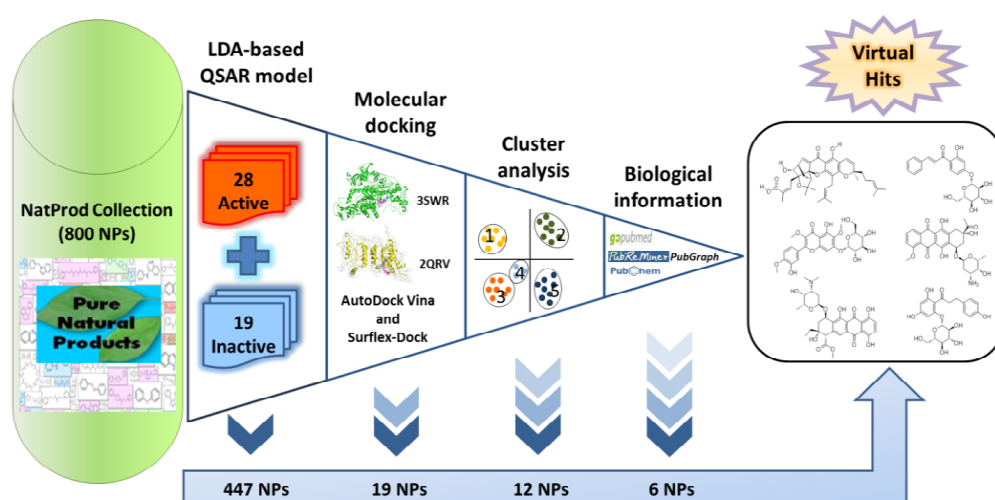 LDA-based
QSAR model
Molecular
docking
Cluster
analysis
Biological
information
Virtual
Hits
NatProd Collection
(800 NPs)
Pure
Natural
Products
28
Active
19
Inactive
3SWR
2QRV
AutoDock Vina
and
Surflex-Dock
1
2
3
4
5
gopubmed
PubReMiner PubGraph
PubChem
447 NPs
19 NPs
12 NPs
6 NPs